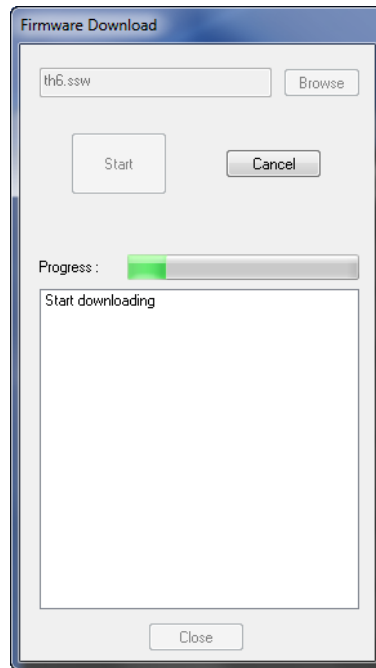 Firmware Download
th6.ssw
Browse
Start
Cancel
Progress :
Start downloading
Close